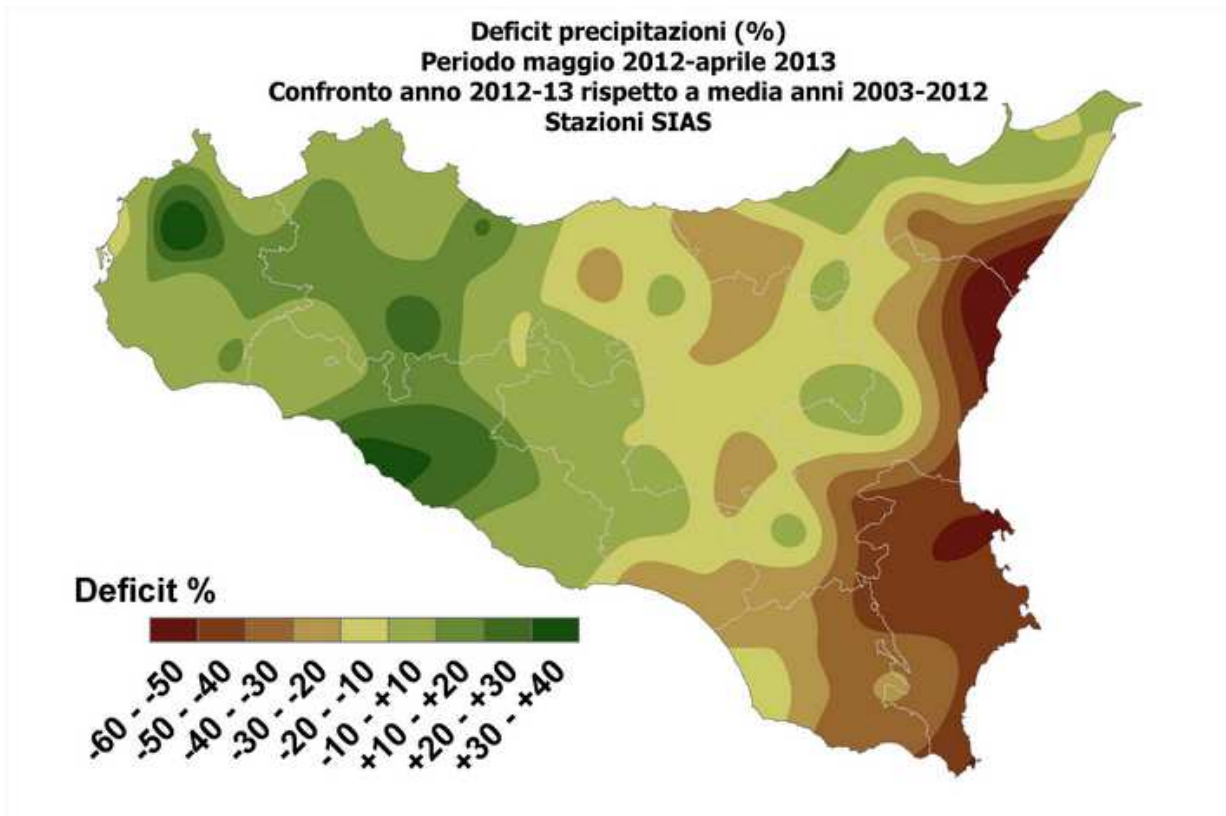 Deficit precipitazioni (%)
Periodo maggio 2012-aprile 2013
Confronto anno 2012-13 rispetto a media anni 2003-2012
Stazioni SIAS
Deficit %
-60 - -50
-50 - -40
-40 - -30
-30 - -20
-20 - -10
-10 - +10
+10 - +20
+20 - +30
+30 - +40